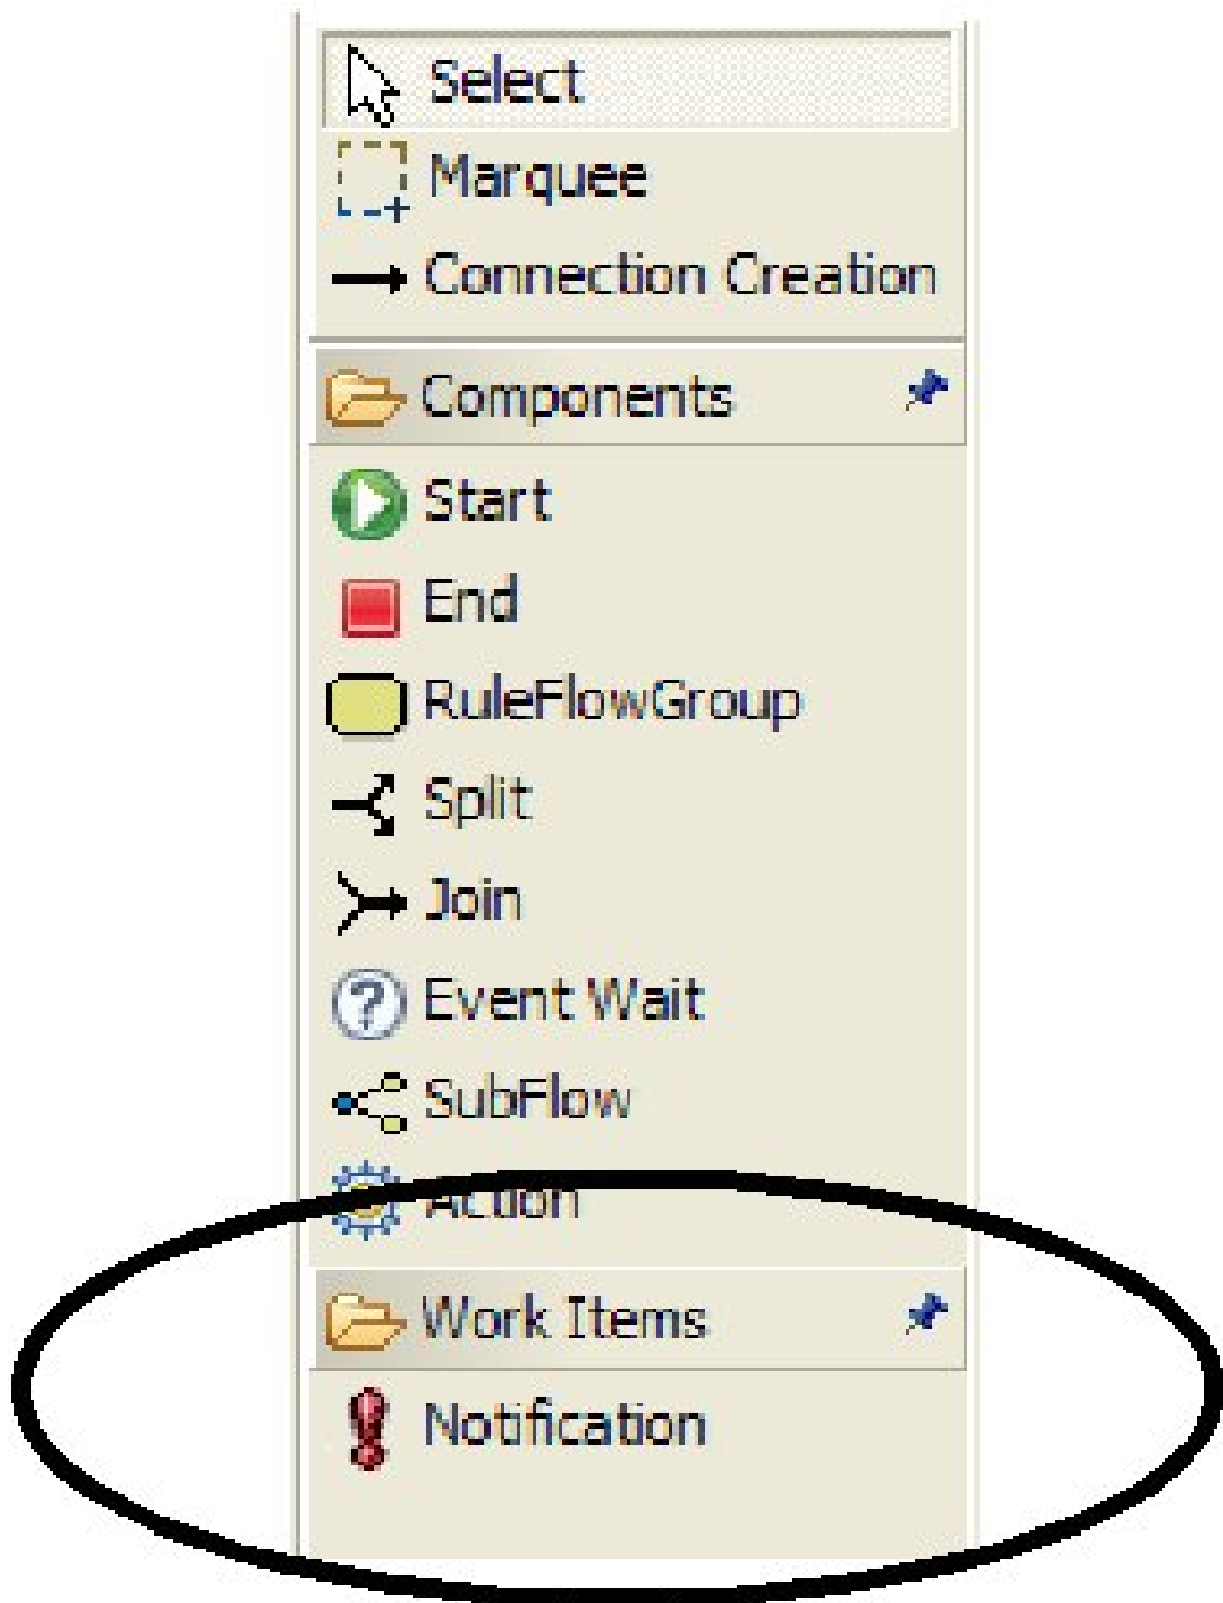 Select
Marquee
Connection Creation
Components
Start
End
RuleFlowGroup
Split
Join
Event Wait
SubFlow
Action
Work Items
Notification